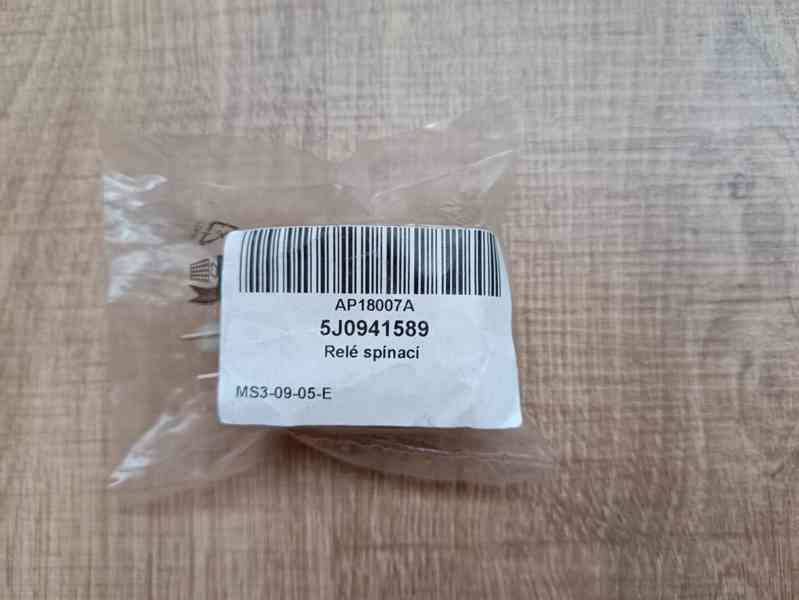 AP18007A
5J0941589
Relé spínací
MS3-09-05-E